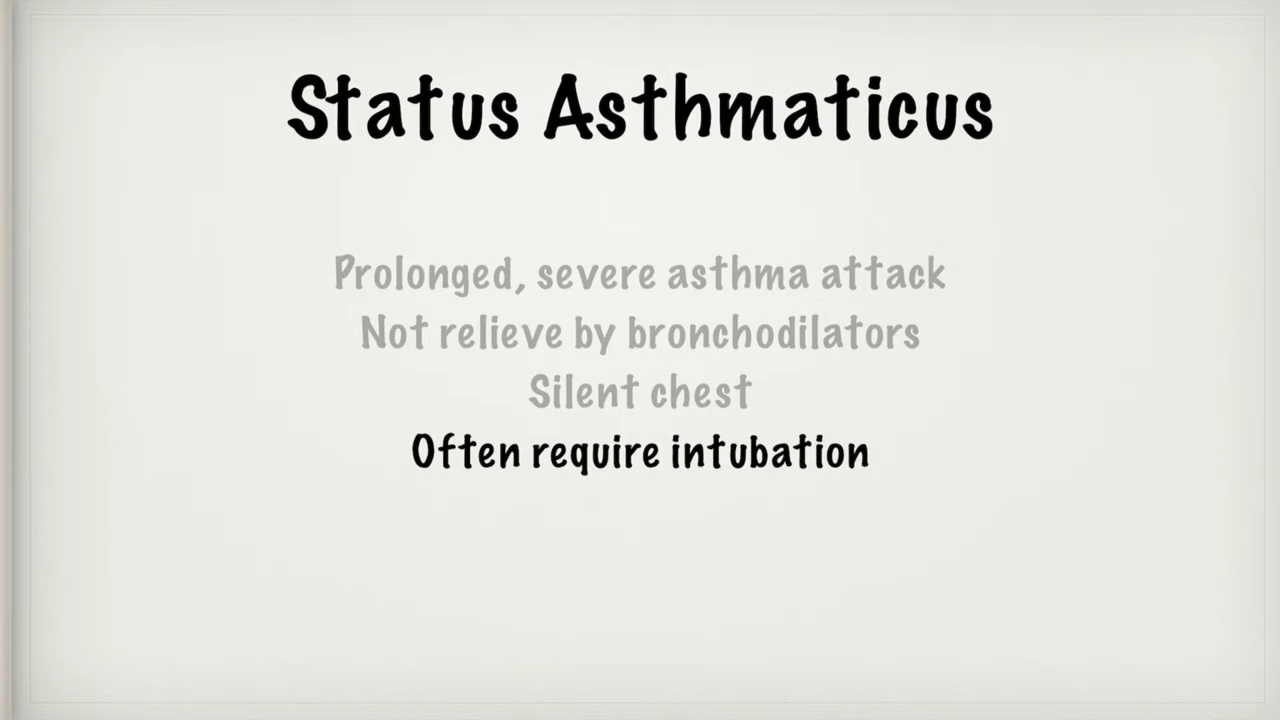 Status Asthmaticus
Prolonged, severe asthma attack
Not relieve by bronchodilators
Silent chest
Often require intubation